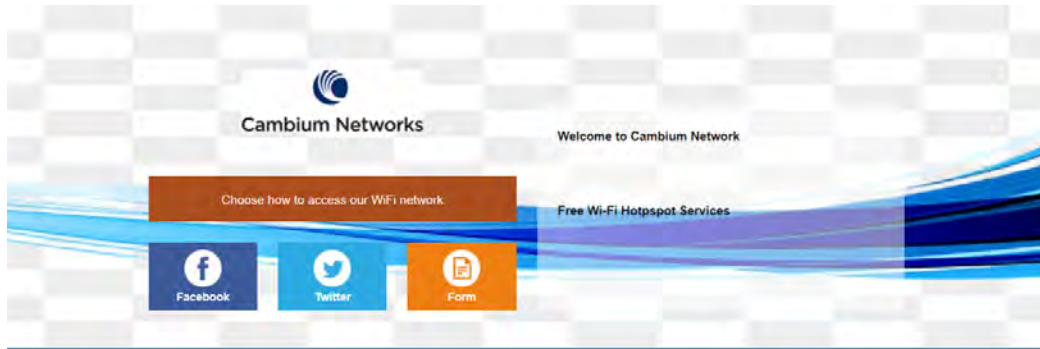 Cambium Networks
Choose how to access our WiFi network
Facebook
Twitter
Form
Welcome to Cambium Network
Free Wi-Fi Hotpspot Services